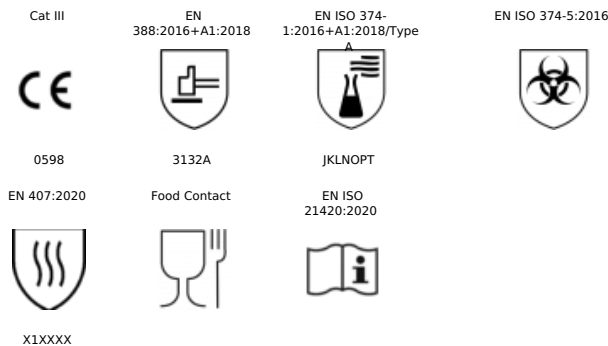 Cat III
EN
388:2016+A1:2018
EN ISO 374-
1:2016+A1:2018/Type
A
EN ISO 374-5:2016
CE
0598
3132A
JKLNOPT
EN 407:2020
Food Contact
EN ISO
21420:2020
i
X1XXXX